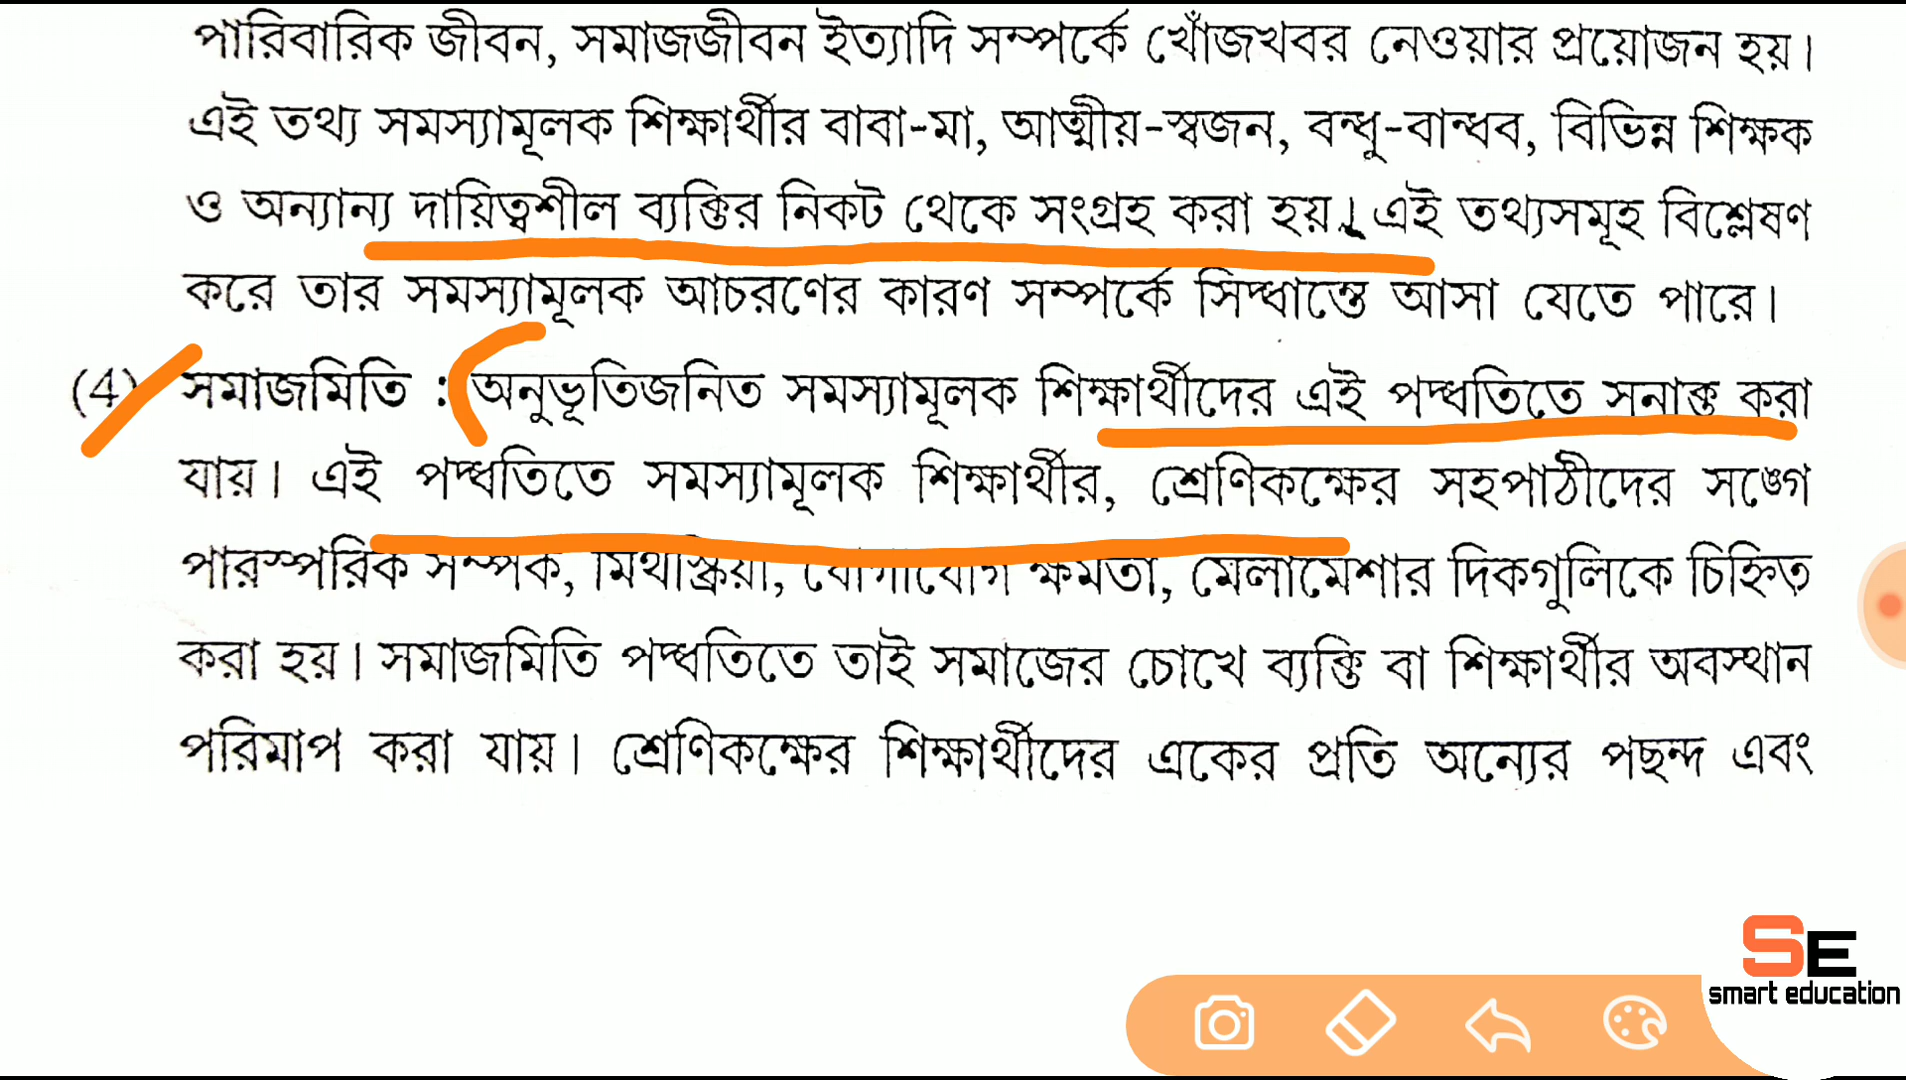 পারিবারিক জীবন, সমাজজীবন ইত্যাদি সম্পর্কে খোঁজখবর নেওয়ার প্রয়োজন হয়।
এই তথ্য সমস্যামূলক শিক্ষার্থীর বাবা-মা, আত্মীয়-স্বজন, বন্ধু-বান্ধব, বিভিন্ন শিক্ষক
ও অন্যান্য দায়িত্বশীল ব্যক্তির নিকট থেকে সংগ্রহ করা হয়। এই তথ্যসমূহ বিশ্লেষণ
করে তার সমস্যামূলক আচরণের কারণ সম্পর্কে সিদ্ধান্তে আসা যেতে পারে।
(4) সমাজমিতি : অনুভূতিজনিত সমস্যামূলক শিক্ষার্থীদের এই পদ্ধতিতে সনাক্ত করা
যায়। এই পদ্ধতিতে সমস্যামূলক শিক্ষার্থীর, শ্রেণিকক্ষের সহপাঠীদের সঙ্গে
পারস্পরিক সম্পর্ক, মিথস্ক্রিয়া, যোগাযোগ ক্ষমতা, মেলামেশার দিকগুলিকে চিহ্নিত
করা হয়। সমাজমিতি পদ্ধতিতে তাই সমাজের চোখে ব্যক্তি বা শিক্ষার্থীর অবস্থান
পরিমাপ করা যায়। শ্রেণিকক্ষের শিক্ষার্থীদের একের প্রতি অন্যের পছন্দ এবং
SE
smart education